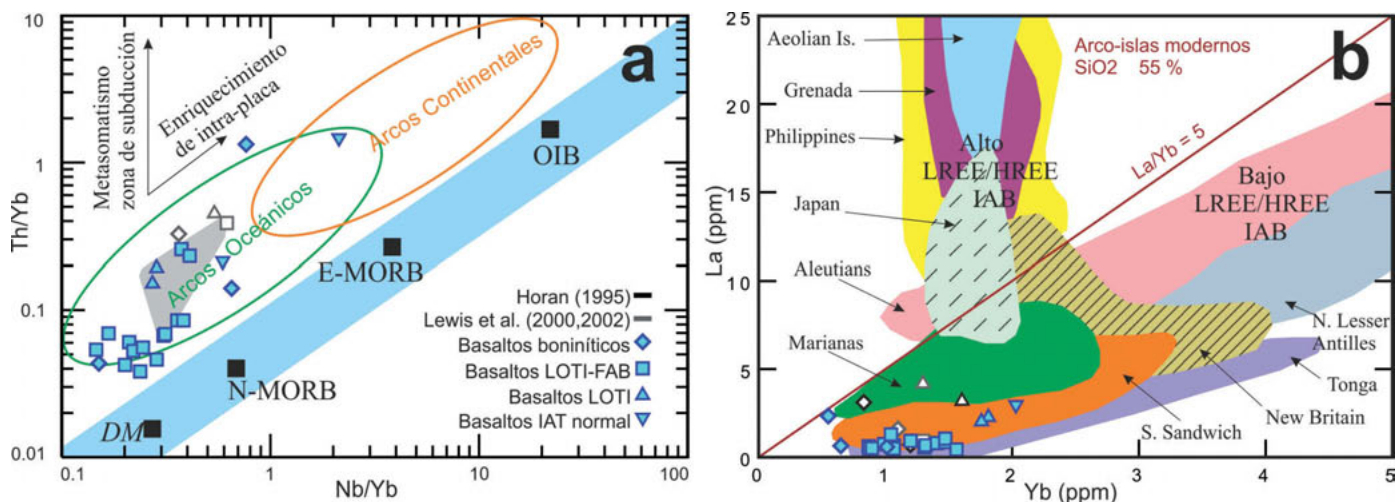 a
Metasomatismo
zona de subducción
Enriquecimiento
de intra-placa
Arcos Continentales
Arcos Oceánicos
OIB
E-MORB
N-MORB
DM
Horan (1995)
Lewis et al. (2000,2002)
Basaltos boniníticos
Basaltos LOTI-FAB
Basaltos LOTI
Basaltos IAT normal
Th/Yb
10
1
0.1
0.01
0.1
1
10
100
Nb/Yb
b
Arco-islas modernos
SiO2 55 %
Aeolian Is.
Grenada
Philippines
Alto
LREE/HREE
IAB
La/Yb = 5
Bajo
LREE/HREE
IAB
Japan
Aleutians
Marianas
N. Lesser
Antilles
Tonga
New Britain
S. Sandwich
La (ppm)
25
20
15
10
5
0
0
1
2
3
4
5
Yb (ppm)